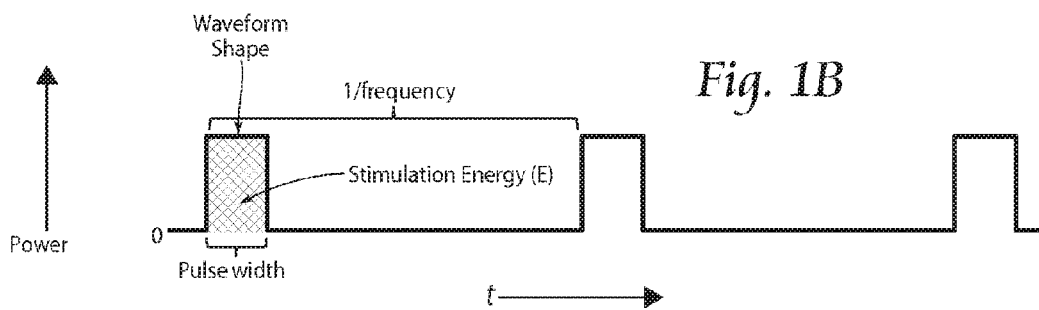 Waveform
Shape
Fig. 1B
1/frequency
Stimulation Energy (E)
Power
0
Pulse width
t